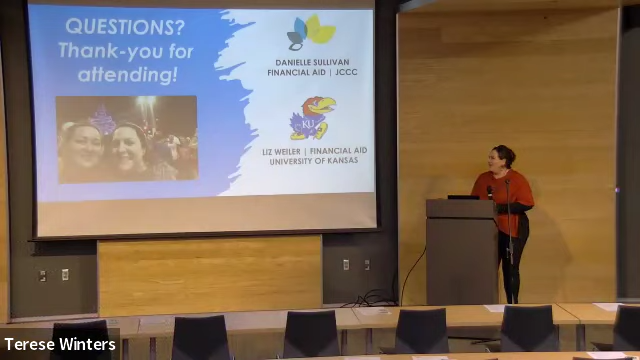 QUESTIONS?
Thank-you for
attending!
DANIELLE SULLIVAN
FINANCIAL AID | JCCC
KU
LIZ WEILER | FINANCIAL AID
UNIVERSITY OF KANSAS
Terese Winters